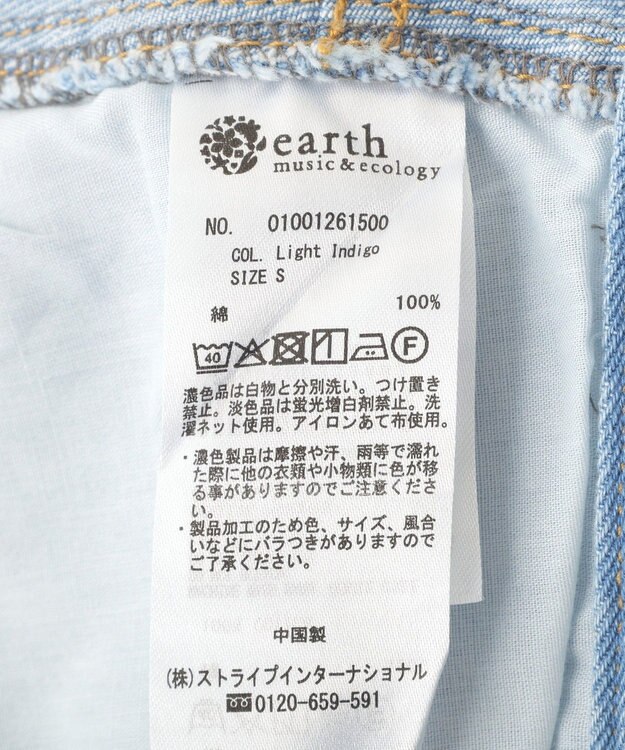 earth
music&ecology
NO. 01001261500
COL. Light Indigo
SIZE S
綿 100%
40 F
濃色品は白物と分別洗い。つけ置き
禁止。淡色品は蛍光増白剤禁止。洗
濯ネット使用。アイロンあて布使用。
・濃色製品は摩擦や汗、雨等で濡れ
た際に他の衣類や小物類に色が移
る事がありますのでご注意くださ
い。
・製品加工のため色、サイズ、風合
いなどにバラつきがありますので
ご了承ください。
中国製
(株)ストライプインターナショナル
0120-659-591